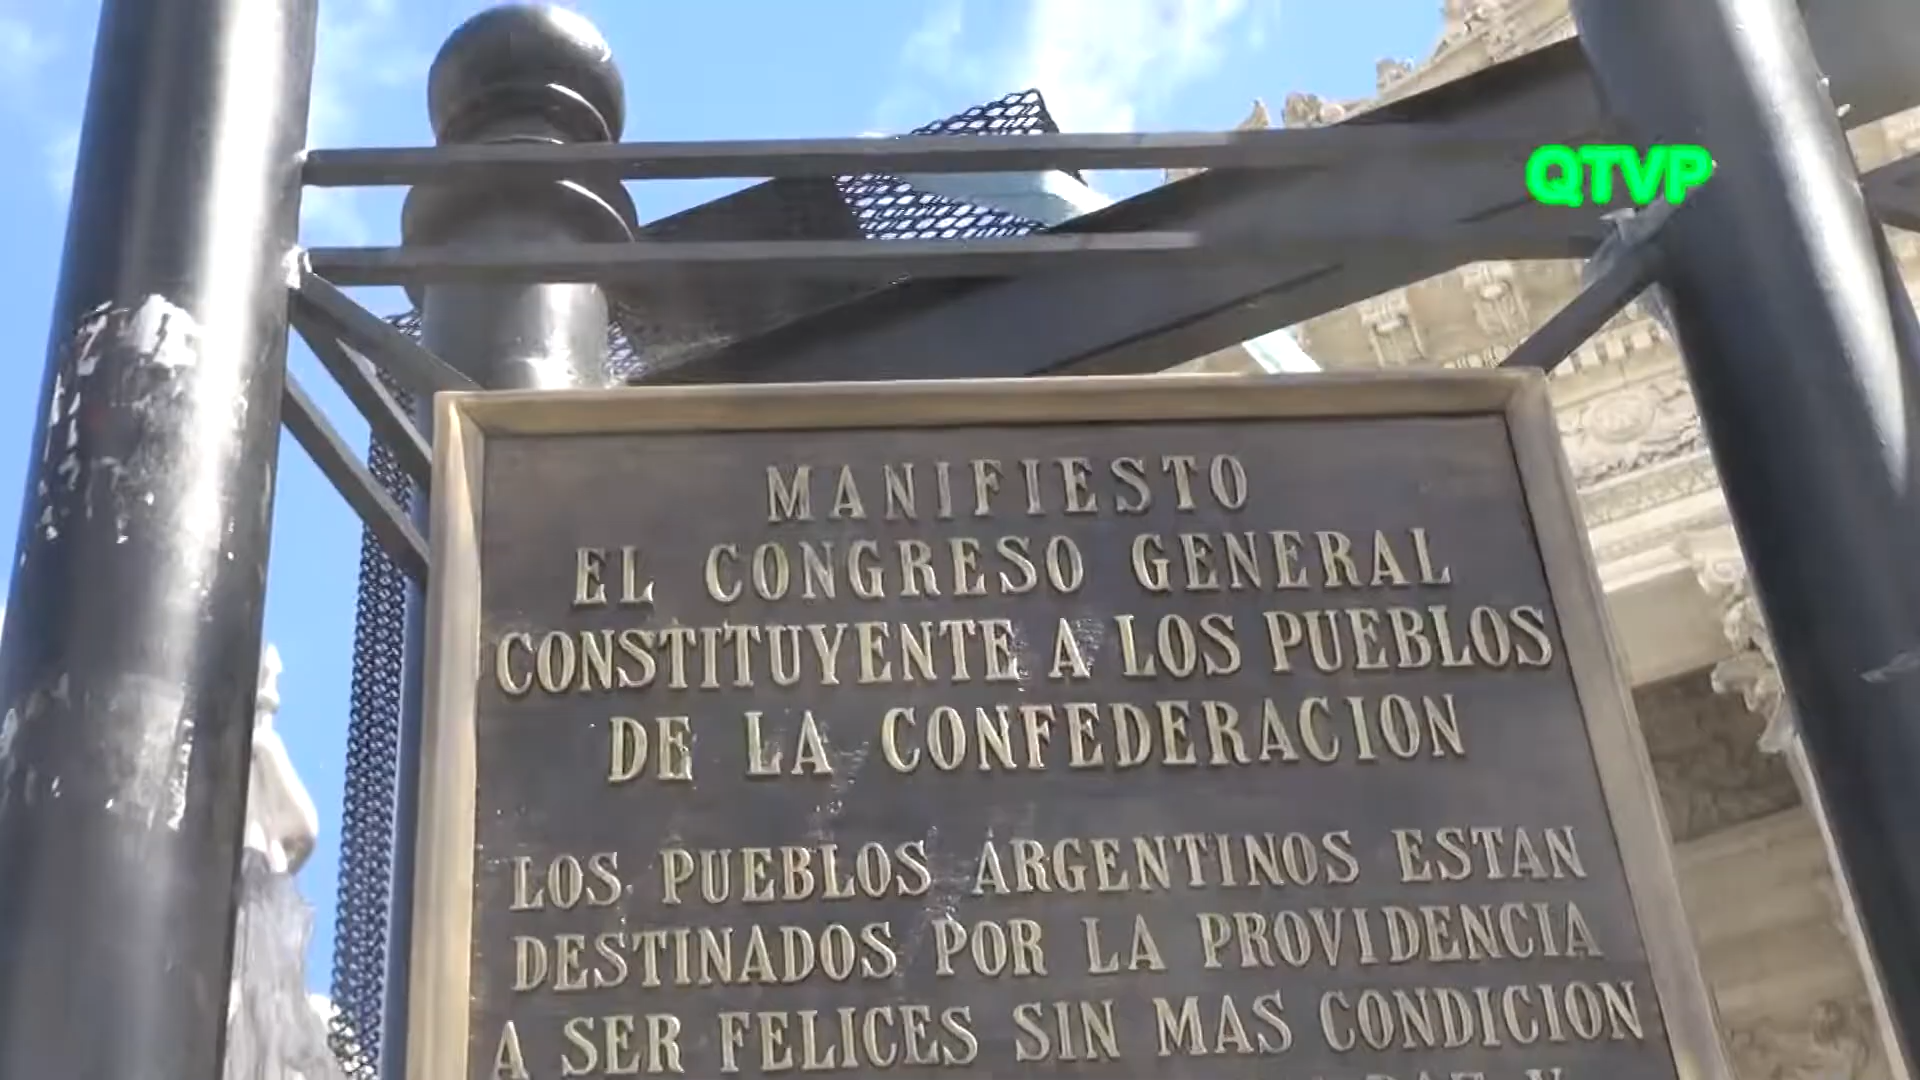 QTVP
MANIFIESTO
EL CONGRESO GENERAL
CONSTITUYENTE A LOS PUEBLOS
DE LA CONFEDERACION
LOS PUEBLOS ARGENTINOS ESTAN
DESTINADOS POR LA PROVIDENCIA
A SER FELICES SIN MAS CONDICION